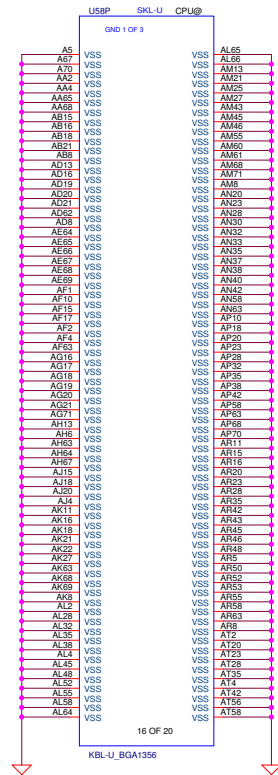 U58P SKL-U CPU@
GND 1 OF 3
A5 VSS VSS AL65
A67 VSS VSS AL66
A70 VSS VSS AM13
AA2 VSS VSS AM21
AA4 VSS VSS AM25
AA65 VSS VSS AM27
AA68 VSS VSS AM43
AB15 VSS VSS AM45
AB16 VSS VSS AM46
AB18 VSS VSS AM55
AB21 VSS VSS AM60
AB8 VSS VSS AM61
AD13 VSS VSS AM68
AD16 VSS VSS AM71
AD19 VSS VSS AM8
AD20 VSS VSS AN20
AD21 VSS VSS AN23
AD62 VSS VSS AN28
AD8 VSS VSS AN30
AE64 VSS VSS AN32
AE65 VSS VSS AN33
AE66 VSS VSS AN35
AE67 VSS VSS AN37
AE68 VSS VSS AN38
AE69 VSS VSS AN40
AF1 VSS VSS AN42
AF10 VSS VSS AN58
AF15 VSS VSS AN63
AF17 VSS VSS AP10
AF2 VSS VSS AP18
AF4 VSS VSS AP20
AF63 VSS VSS AP23
AG16 VSS VSS AP28
AG17 VSS VSS AP32
AG18 VSS VSS AP35
AG19 VSS VSS AP38
AG20 VSS VSS AP42
AG21 VSS VSS AP58
AG71 VSS VSS AP63
AH13 VSS VSS AP68
AH6 VSS VSS AP70
AH63 VSS VSS AR11
AH64 VSS VSS AR15
AH67 VSS VSS AR16
AJ15 VSS VSS AR20
AJ18 VSS VSS AR23
AJ20 VSS VSS AR28
AJ4 VSS VSS AR35
AK11 VSS VSS AR42
AK16 VSS VSS AR43
AK18 VSS VSS AR45
AK21 VSS VSS AR46
AK22 VSS VSS AR48
AK27 VSS VSS AR5
AK63 VSS VSS AR50
AK68 VSS VSS AR52
AK69 VSS VSS AR53
AK8 VSS VSS AR55
AL2 VSS VSS AR58
AL28 VSS VSS AR63
AL32 VSS VSS AR8
AL35 VSS VSS AT2
AL38 VSS VSS AT20
AL4 VSS VSS AT23
AL45 VSS VSS AT28
AL48 VSS VSS AT35
AL52 VSS VSS AT4
AL55 VSS VSS AT42
AL58 VSS VSS AT56
AL64 VSS VSS AT58
16 OF 20
KBL-U_BGA1356